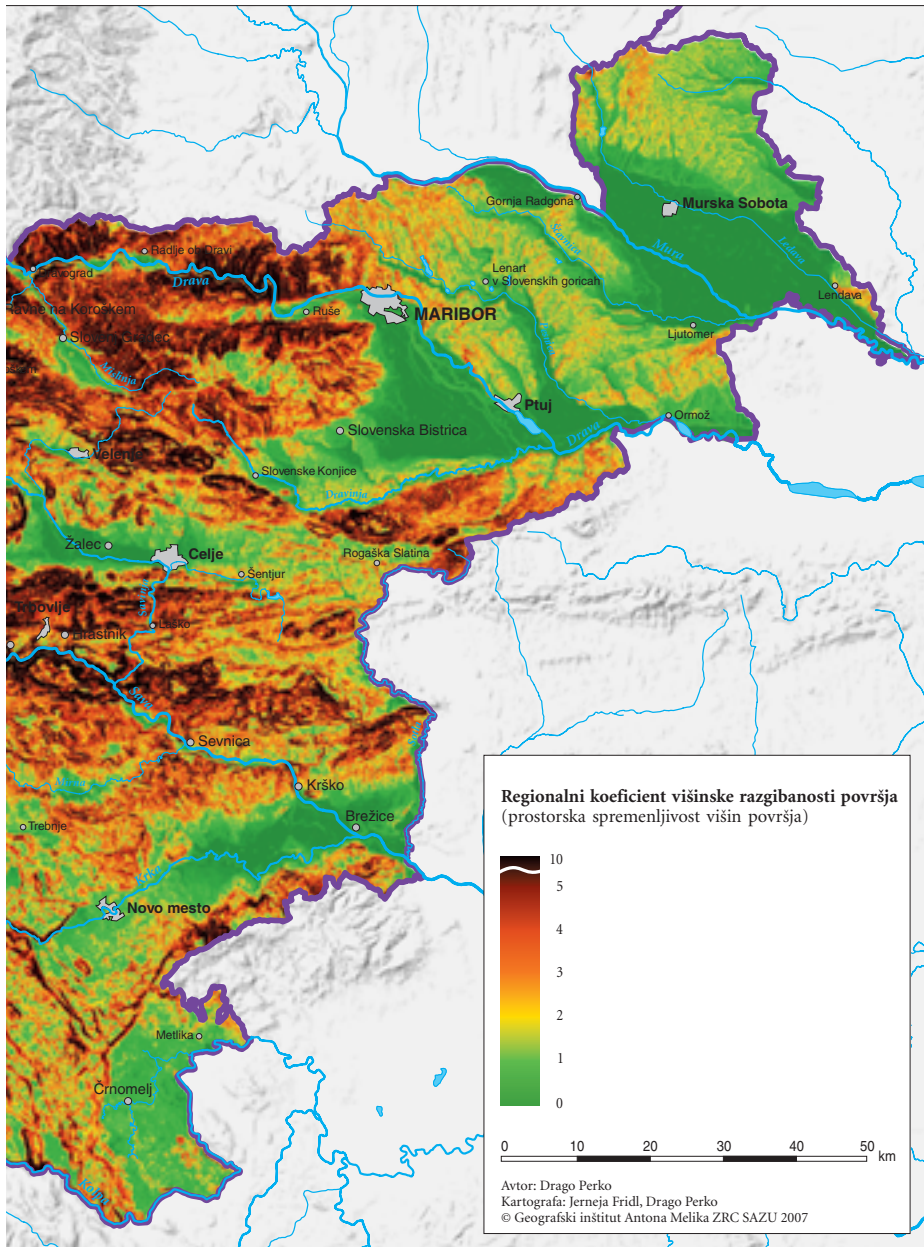 Murska Sobota
Gornja Radgona
Mura
Ščavnica
Ledava
Radlje ob Dravi
Dravograd
Drava
Lenart
v Slovenskih goricah
Lendava
Ruše
MARIBOR
Ravne na Koroškem
Ljutomer
Mislinja
Ptuj
Ormož
Drava
Slovenska Bistrica
Velenje
Slovenske Konjice
Dravinja
Žalec
Celje
Rogaška Slatina
Šentjur
Savinja
Trbovlje
Hrastnik
Laško
Sava
Sevnica
Mirna
Krško
Trebnje
Brežice
Krka
Novo mesto
Metlika
Črnomelj
Kolpa
Regionalni koeficient višinske razgibanosti površja
(prostorska spremenljivost višin površja)
10
5
4
3
2
1
0
0 10 20 30 40 50 km
Avtor: Drago Perko
Kartografa: Jerneja Fridl, Drago Perko
© Geografski inštitut Antona Melika ZRC SAZU 2007